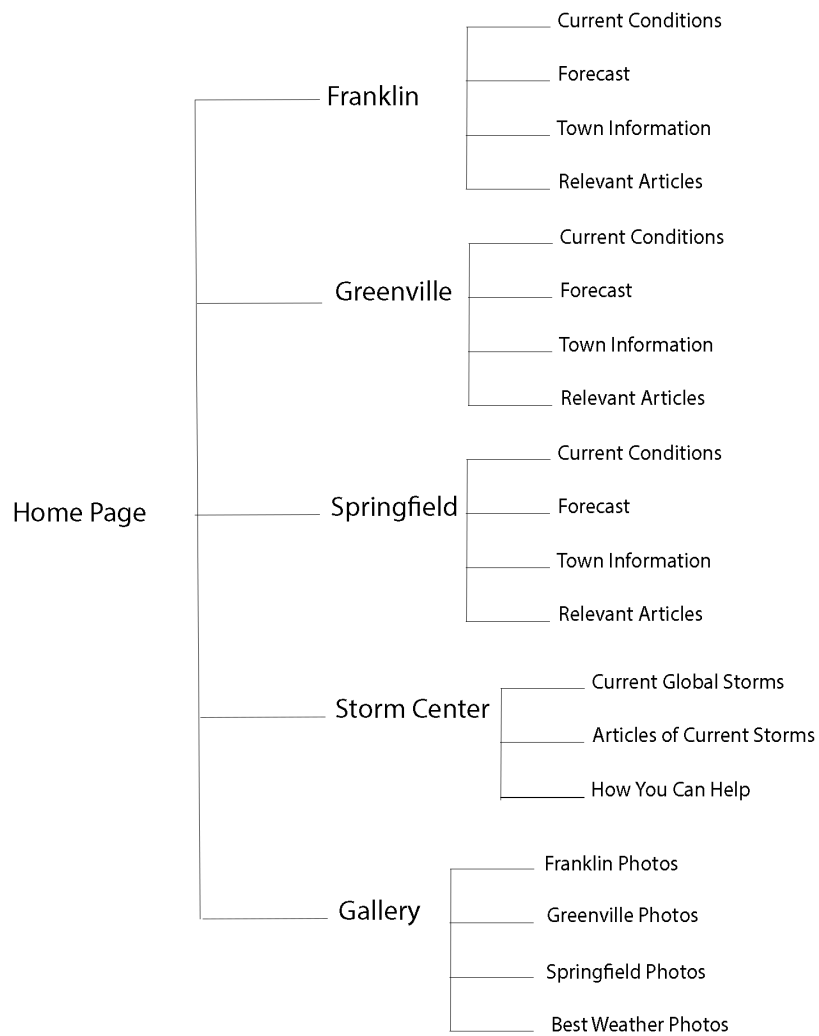 Home Page
Franklin
Current Conditions
Forecast
Town Information
Relevant Articles
Greenville
Current Conditions
Forecast
Town Information
Relevant Articles
Springfield
Current Conditions
Forecast
Town Information
Relevant Articles
Storm Center
Current Global Storms
Articles of Current Storms
How You Can Help
Gallery
Franklin Photos
Greenville Photos
Springfield Photos
Best Weather Photos